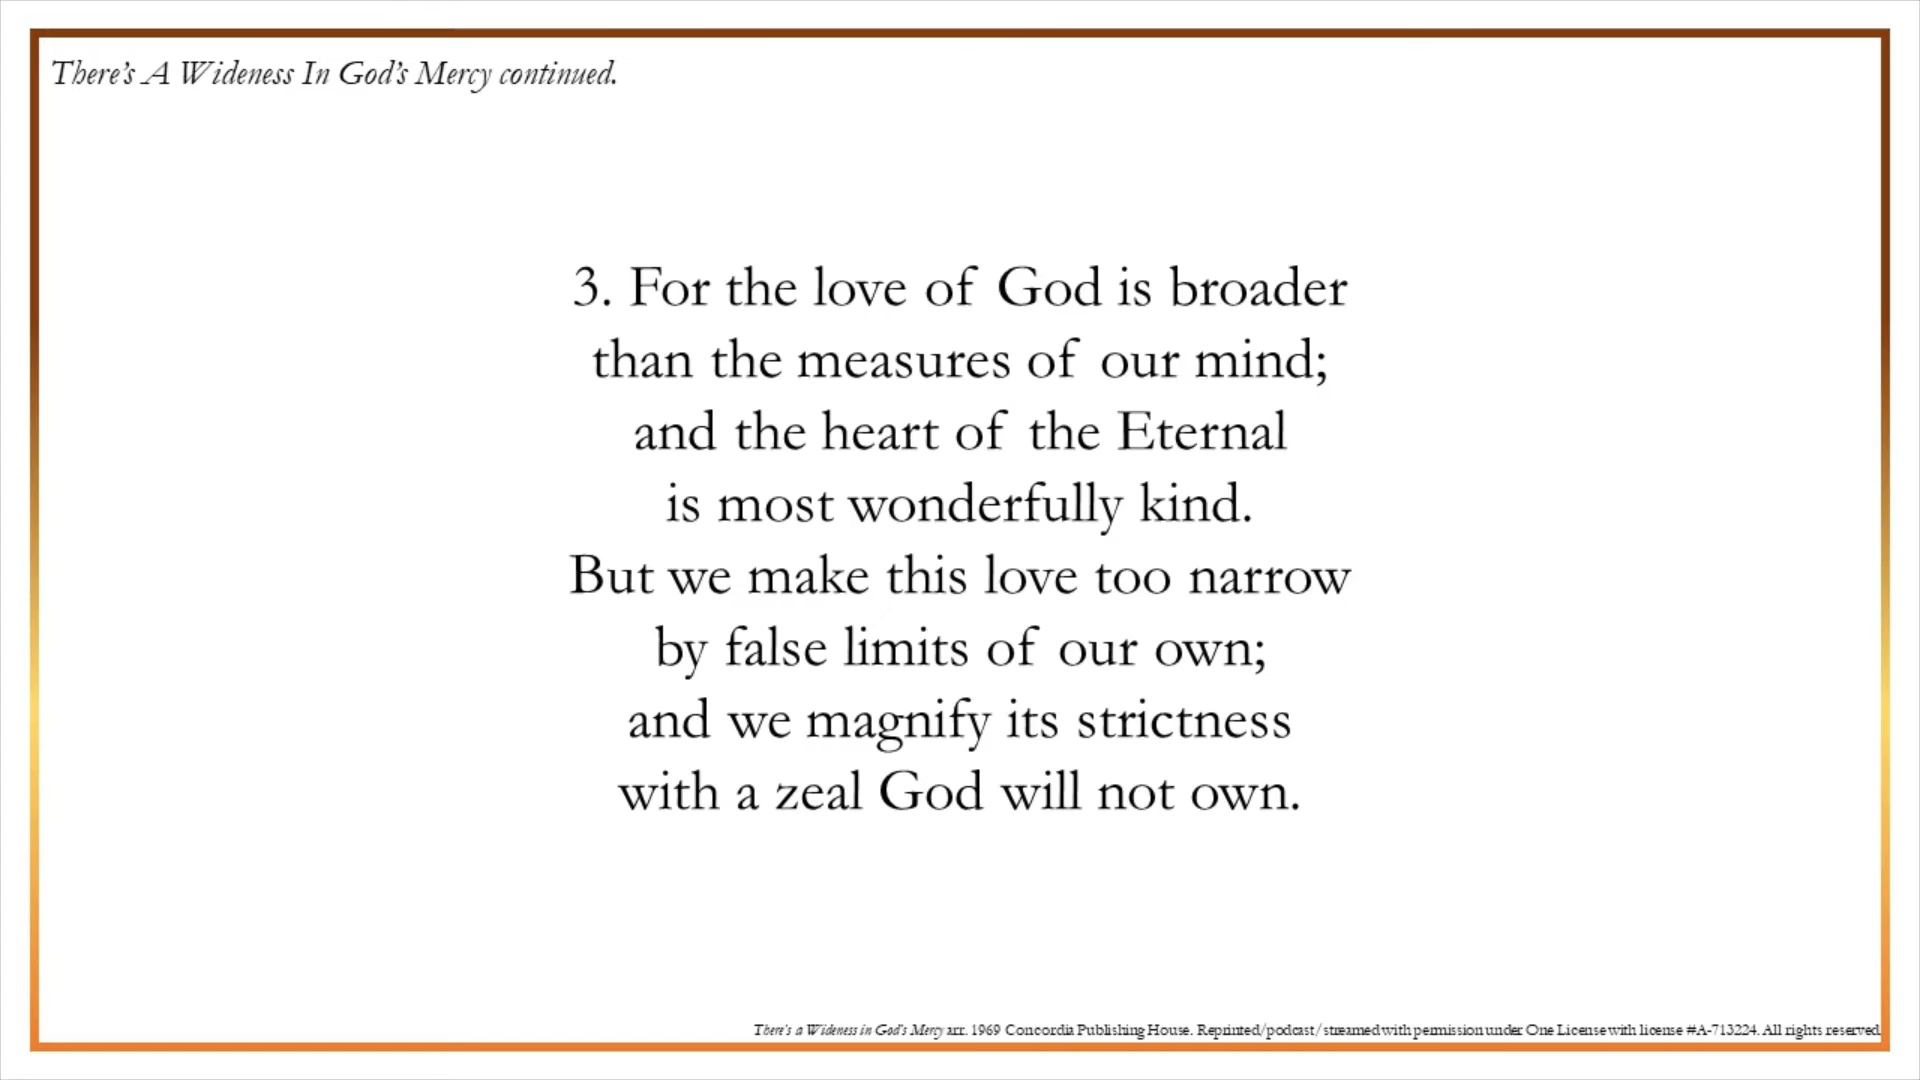 There's A Wideness In God's Mercy continued.
3. For the love of God is broader
than the measures of our mind;
and the heart of the Eternal
is most wonderfully kind.
But we make this love too narrow
by false limits of our own;
and we magnify its strictness
with a zeal God will not own.
There's a Wideness in God's Mercy arr. 1969 Concordia Publishing House. Reprinted/podcast/streamed with permission under One License with license #A-713224. All rights reserved.